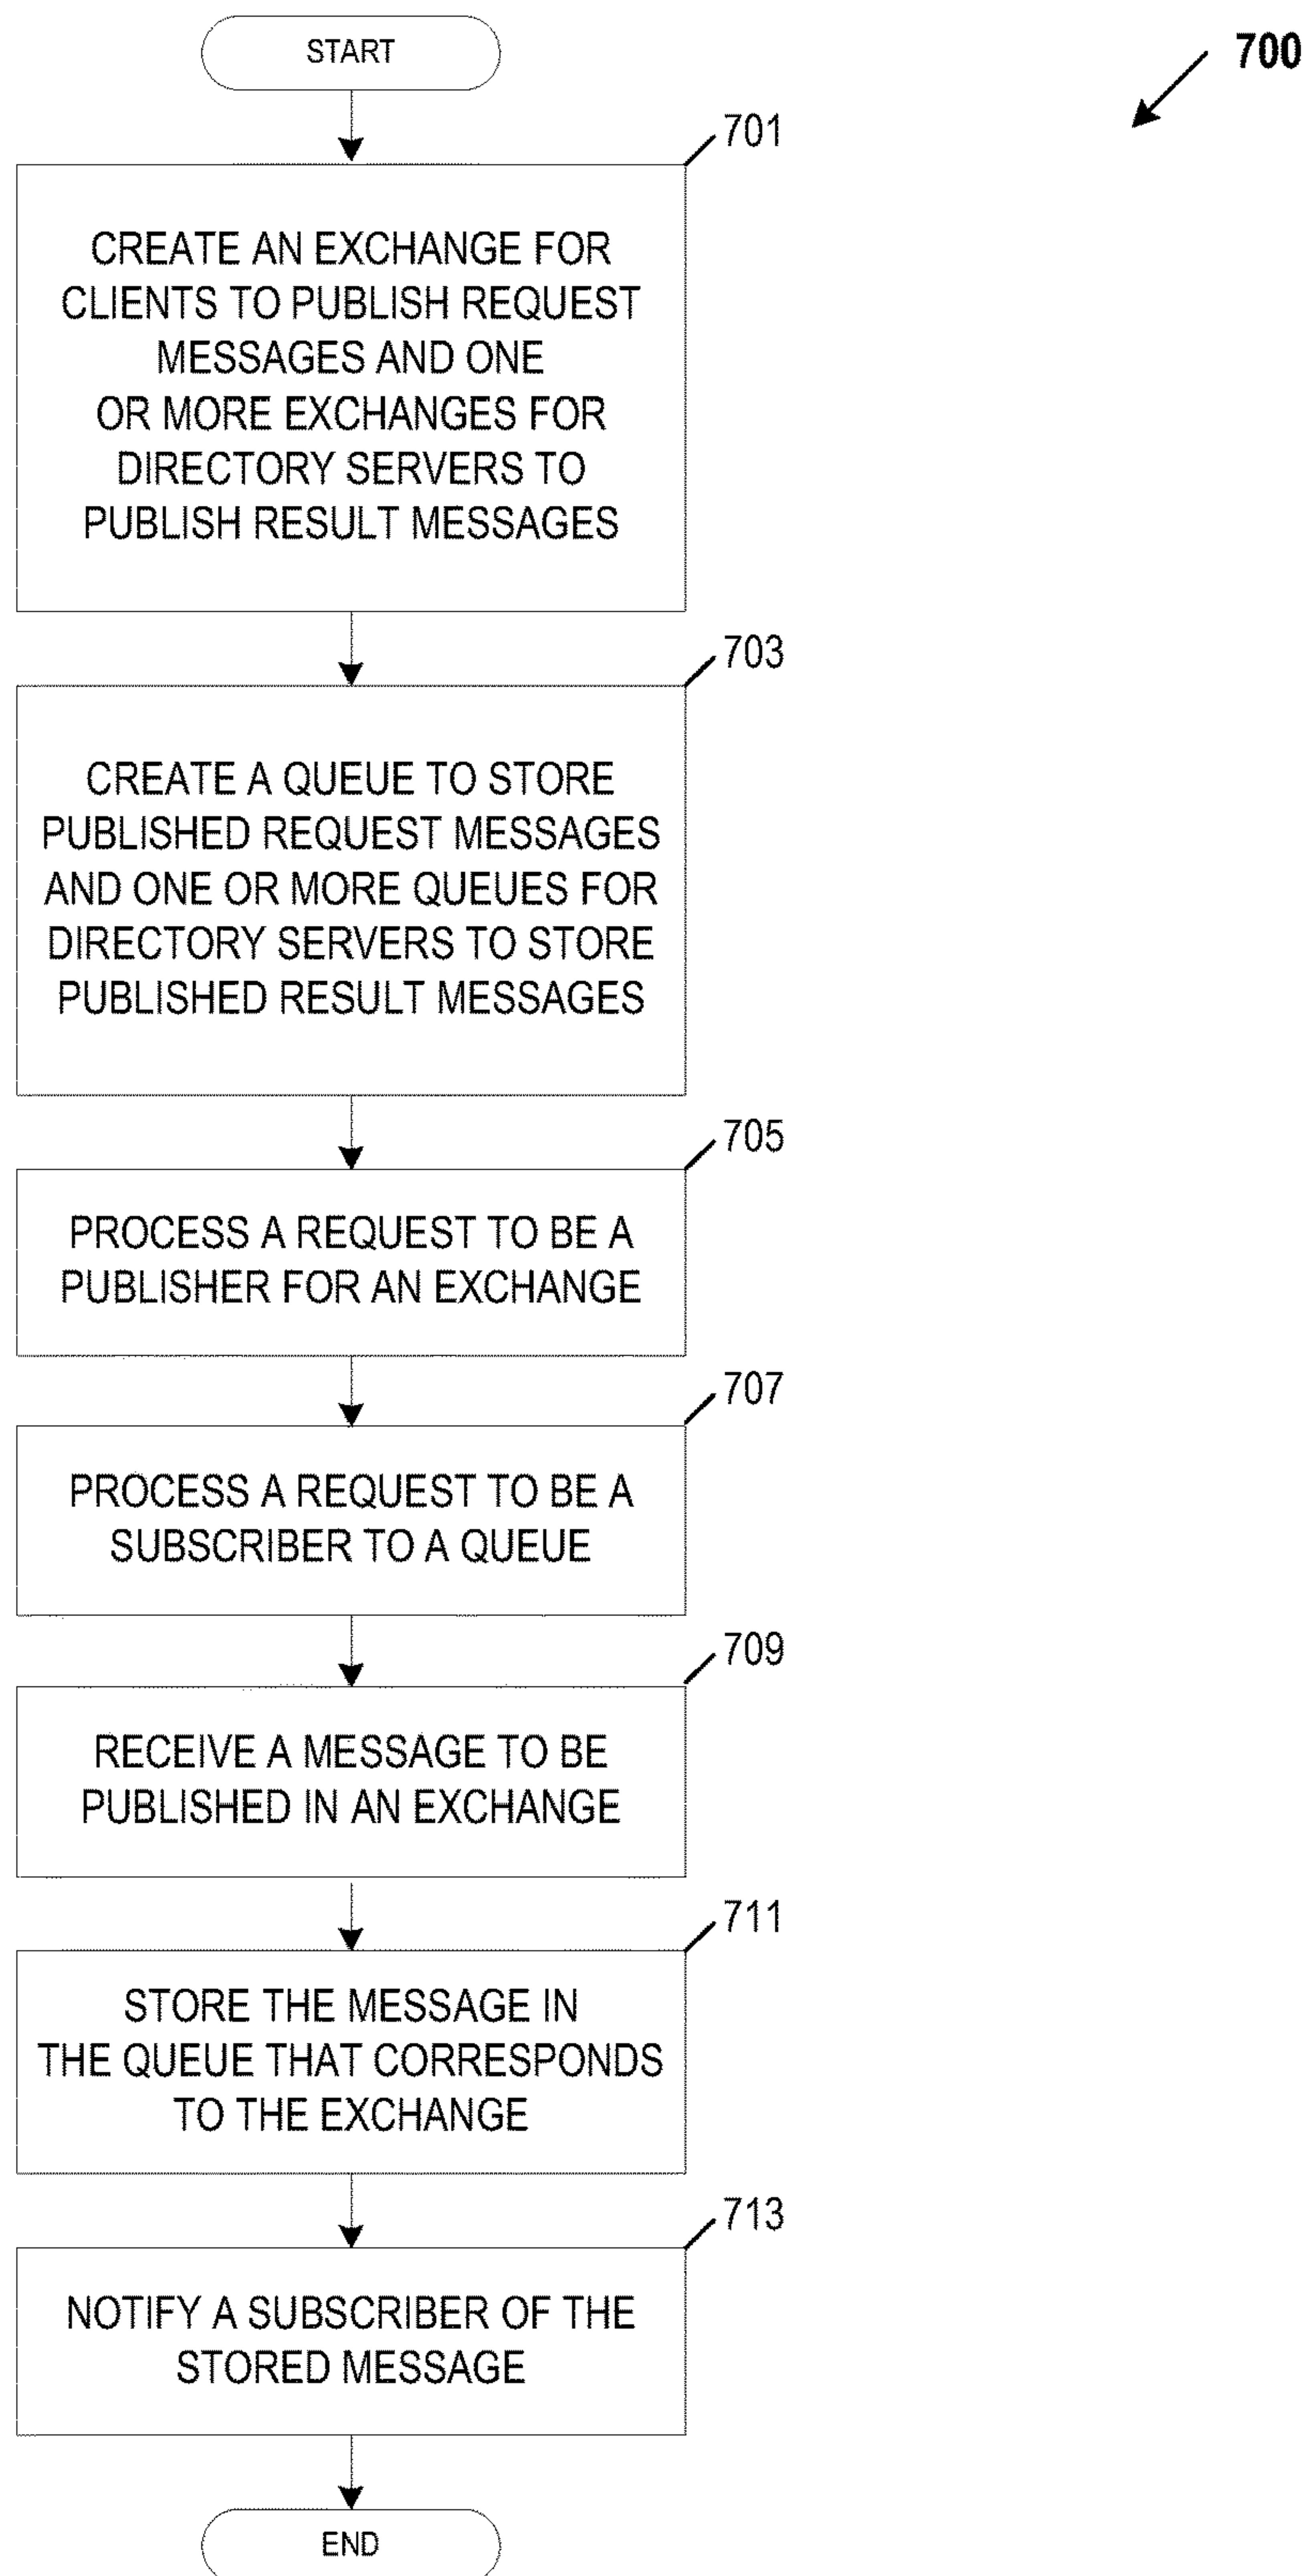 START
700
701
CREATE AN EXCHANGE FOR
CLIENTS TO PUBLISH REQUEST
MESSAGES AND ONE
OR MORE EXCHANGES FOR
DIRECTORY SERVERS TO
PUBLISH RESULT MESSAGES
703
CREATE A QUEUE TO STORE
PUBLISHED REQUEST MESSAGES
AND ONE OR MORE QUEUES FOR
DIRECTORY SERVERS TO STORE
PUBLISHED RESULT MESSAGES
705
PROCESS A REQUEST TO BE A
PUBLISHER FOR AN EXCHANGE
707
PROCESS A REQUEST TO BE A
SUBSCRIBER TO A QUEUE
709
RECEIVE A MESSAGE TO BE
PUBLISHED IN AN EXCHANGE
711
STORE THE MESSAGE IN
THE QUEUE THAT CORRESPONDS
TO THE EXCHANGE
713
NOTIFY A SUBSCRIBER OF THE
STORED MESSAGE
END